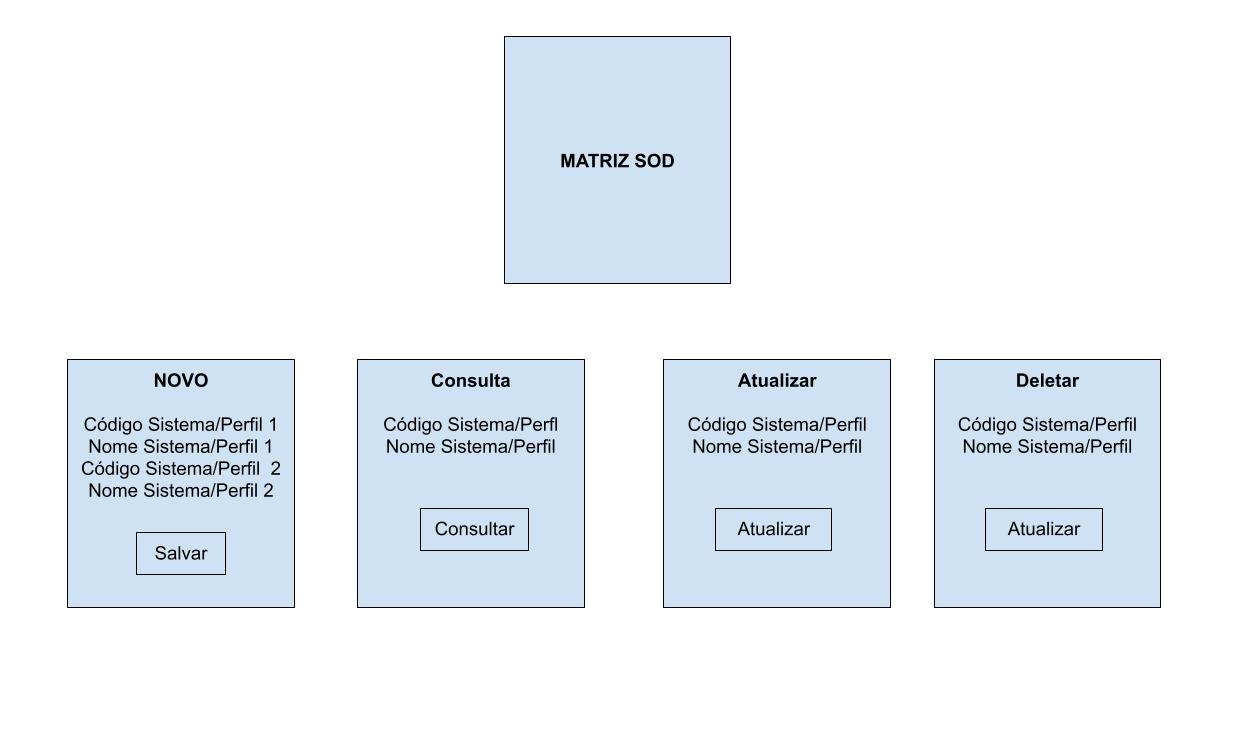 MATRIZ SOD
NOVO
Código Sistema/Perfil 1
Nome Sistema/Perfil 1
Código Sistema/Perfil  2
Nome Sistema/Perfil 2
Salvar
Consulta
Código Sistema/Perfl
Nome Sistema/Perfil
Consultar
Atualizar
Código Sistema/Perfil
Nome Sistema/Perfil
Atualizar
Deletar
Código Sistema/Perfil
Nome Sistema/Perfil
Atualizar